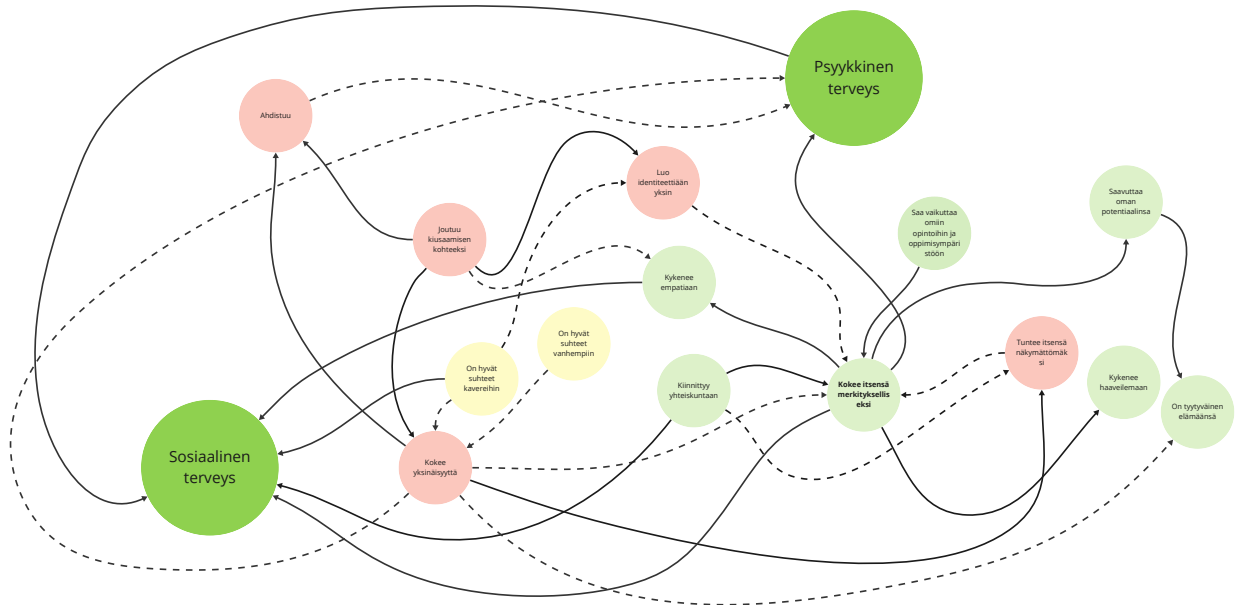 Psyykkinen
terveys
Ahdistuu
Luo
identiteettiään
yksin
Saavuttaa
oman
potentiaalinsa
Saa vaikuttaa
omiin
opintoihin ja
oppimisympäri
stöön
Joutuu
kiusaamisen
kohteeksi
Kykenee
empatiaan
On hyvät
suhteet
vanhempiin
Tuntee itsensä
näkymättömäk
si
On hyvät
suhteet
kavereihin
Kiinnittyy
yhteiskuntaan
Kokee itsensä
merkityksellis
eksi
Kykenee
haaveilemaan
On tyytyväinen
elämäänsä
Sosiaalinen
terveys
Kokee
yksinäisyyttä